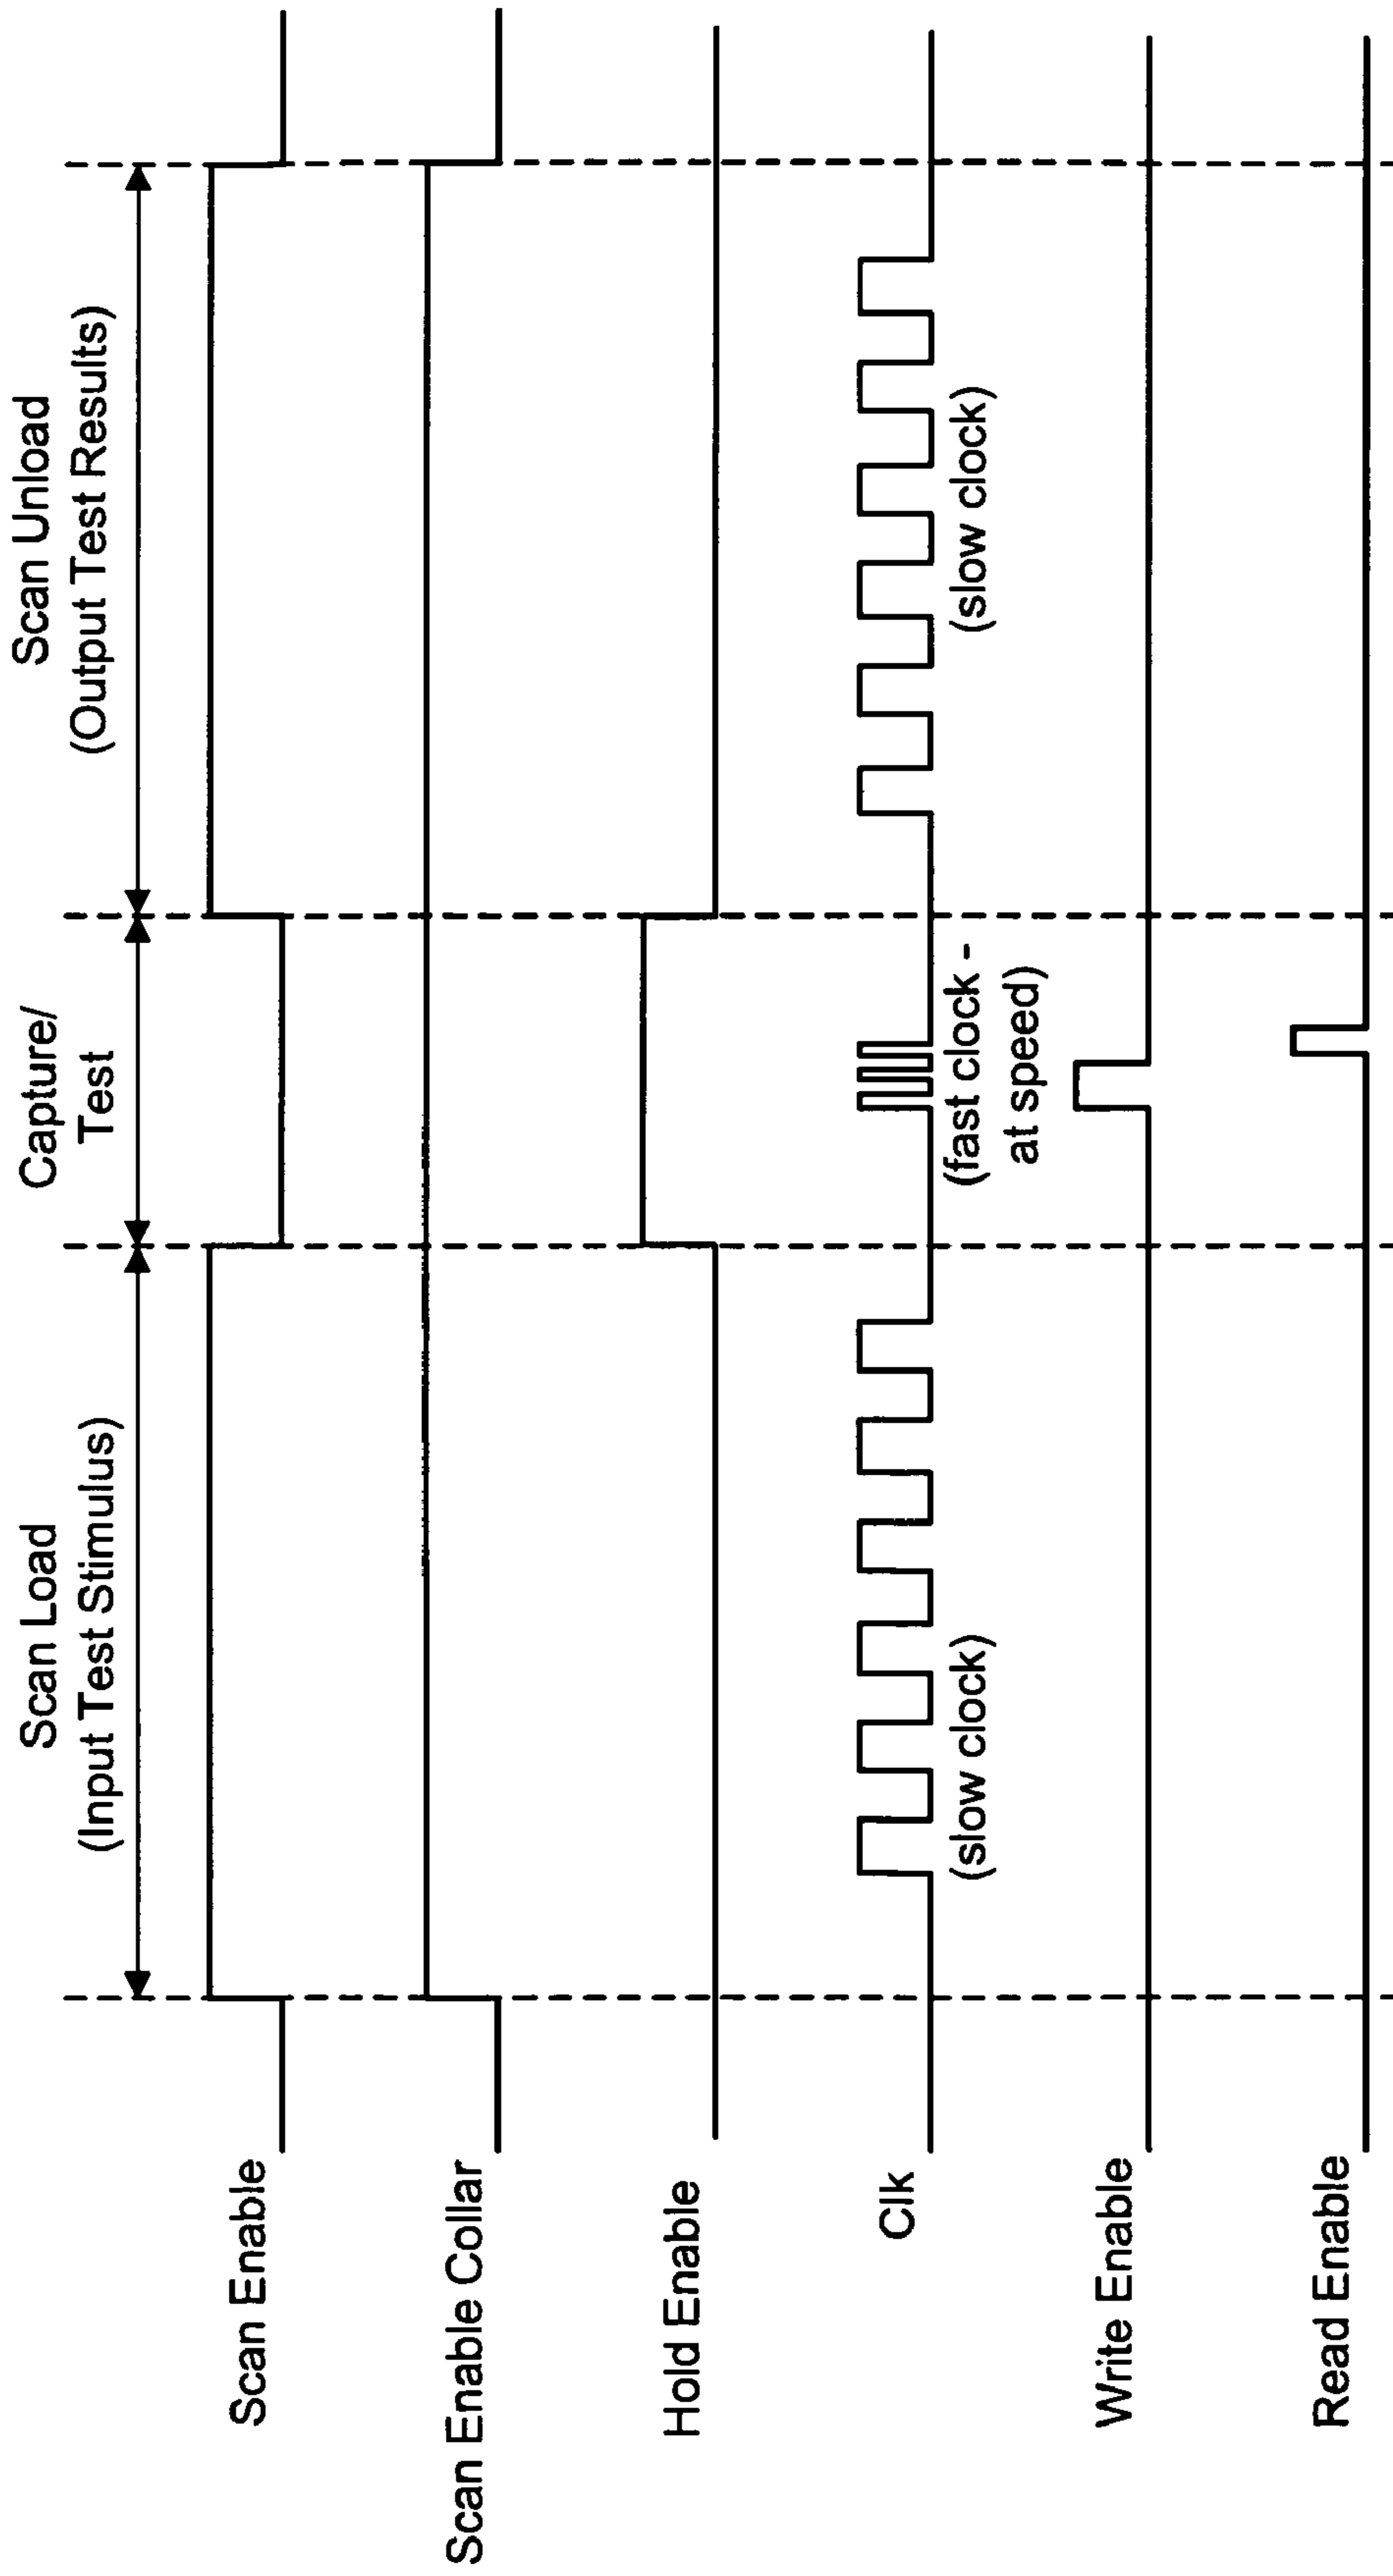 Scan Load
(Input Test Stimulus)
Capture/
Test
Scan Unload
(Output Test Results)
Scan Enable
Scan Enable Collar
Hold Enable
Clk
(slow clock)
(fast clock -
at speed)
(slow clock)
Write Enable
Read Enable